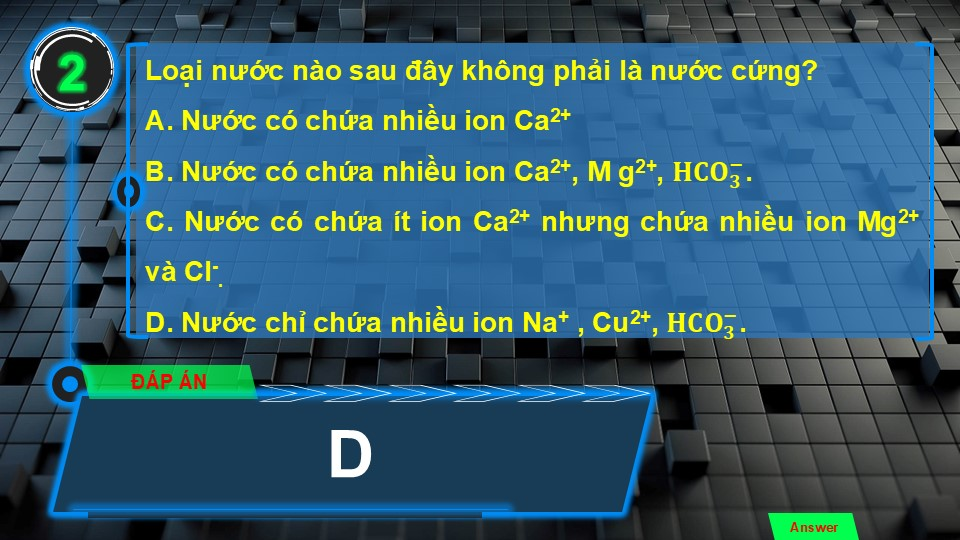 2
Loại nước nào sau đây không phải là nước cứng?
A. Nước có chứa nhiều ion Ca²⁺
B. Nước có chứa nhiều ion Ca²⁺, M g²⁺, HCO₃⁻.
C. Nước có chứa ít ion Ca²⁺ nhưng chứa nhiều ion Mg²⁺
và Cl⁻.
D. Nước chỉ chứa nhiều ion Na⁺ , Cu²⁺, HCO₃⁻.
ĐÁP ÁN
D
Answer